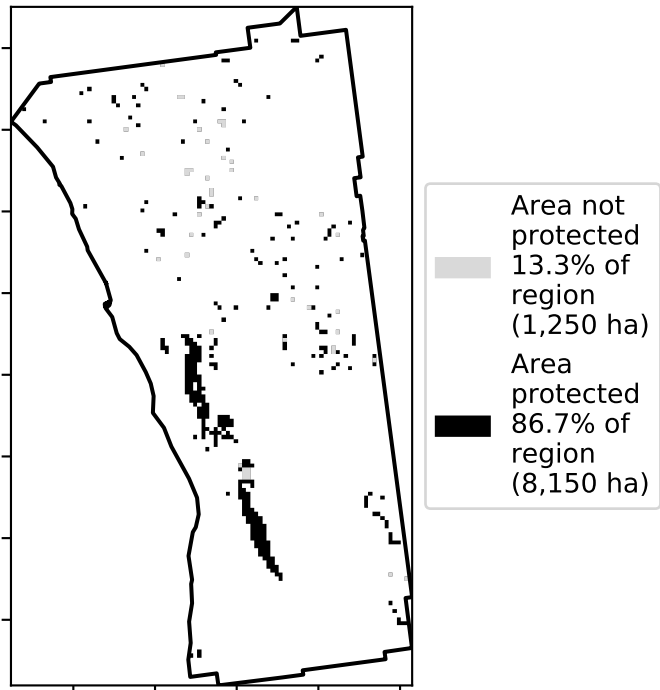 Area not
protected
13.3% of
region
(1,250 ha)
Area
protected
86.7% of
region
(8,150 ha)